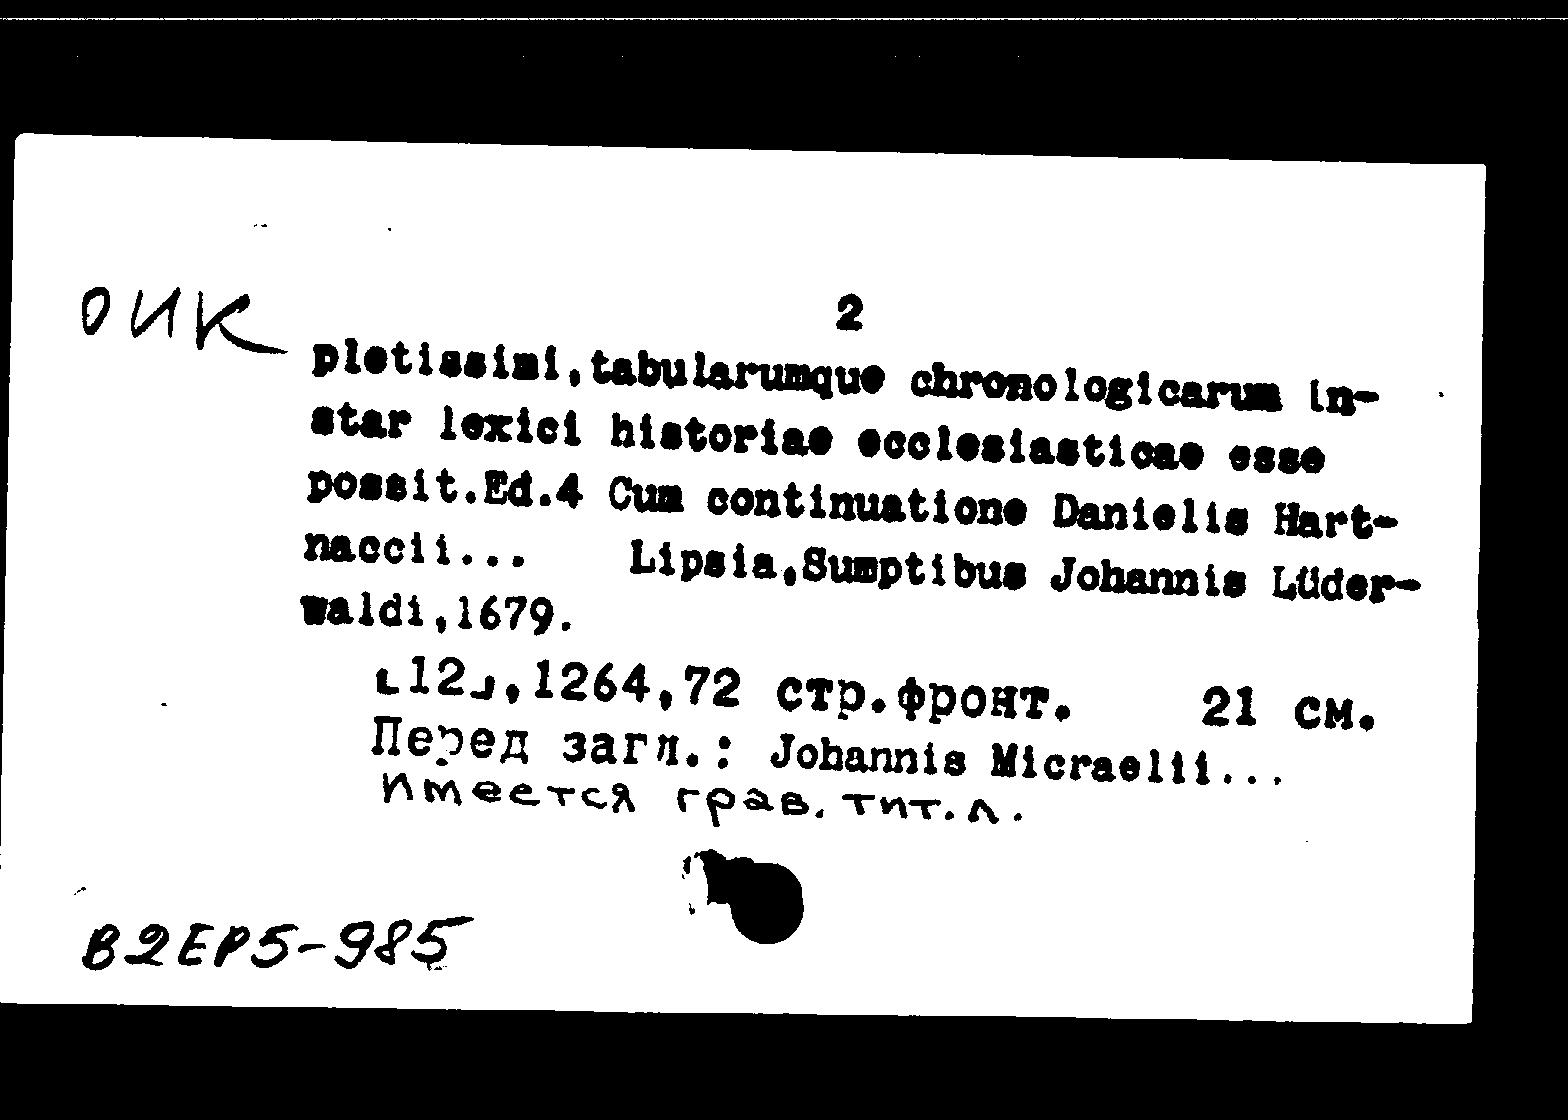 2
ОИК
pletissimi,tabularumque chronologicarum in-
star lexici historiae ecclesiasticae esse
possit.Ed.4 Cum continuatione Danielis Hart-
naccii... Lipsia,Sumptibus Johannis Lüder-
waldi,1679.
[12],1264,72 стр.фронт. 21 см.
Перед загл.: Johannis Micraelii...
Имеется грав. тит. л.
В2ЕР5-985